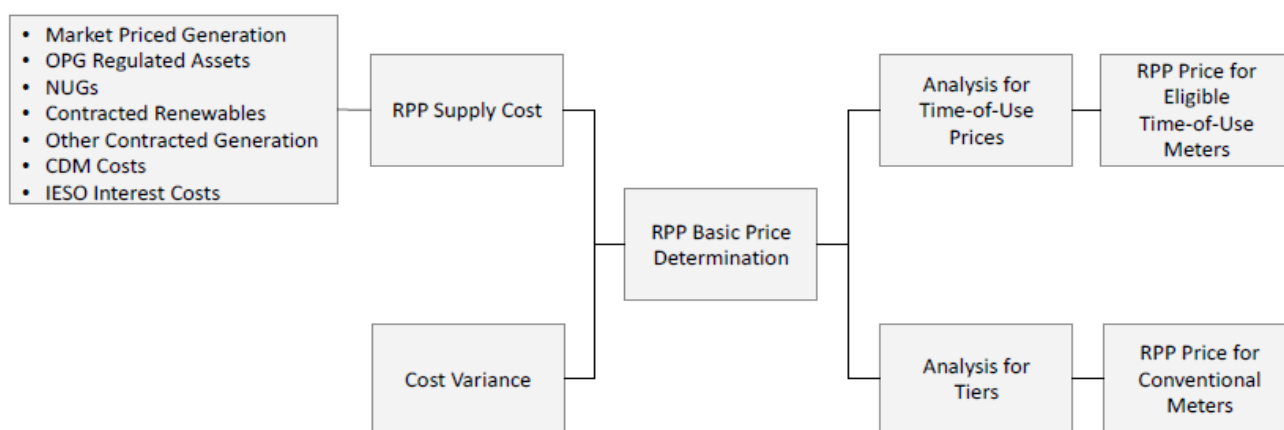 • Market Priced Generation
• OPG Regulated Assets
• NUGs
• Contracted Renewables
• Other Contracted Generation
• CDM Costs
• IESO Interest Costs
RPP Supply Cost
Cost Variance
RPP Basic Price
Determination
Analysis for
Time-of-Use
Prices
RPP Price for
Eligible
Time-of-Use
Meters
Analysis for
Tiers
RPP Price for
Conventional
Meters